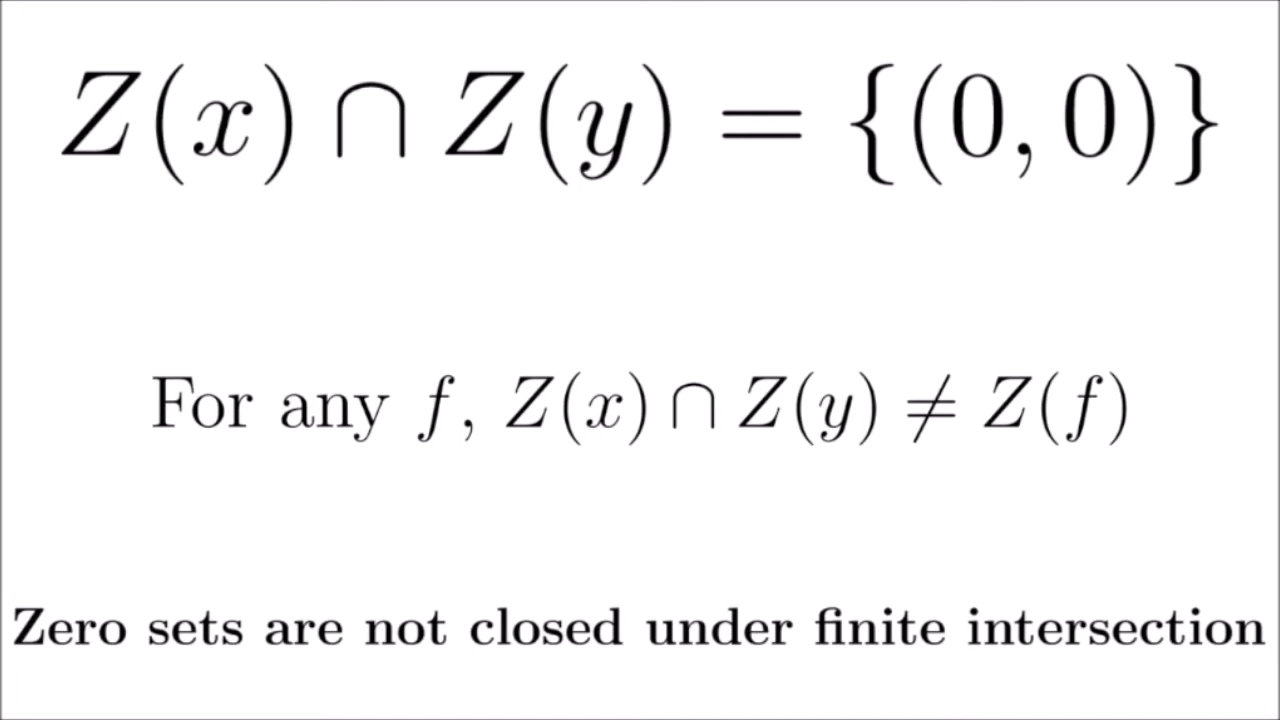 Z(x) ∩ Z(y) = {(0, 0)}
For any f, Z(x) ∩ Z(y) ≠ Z(f)
Zero sets are not closed under finite intersection